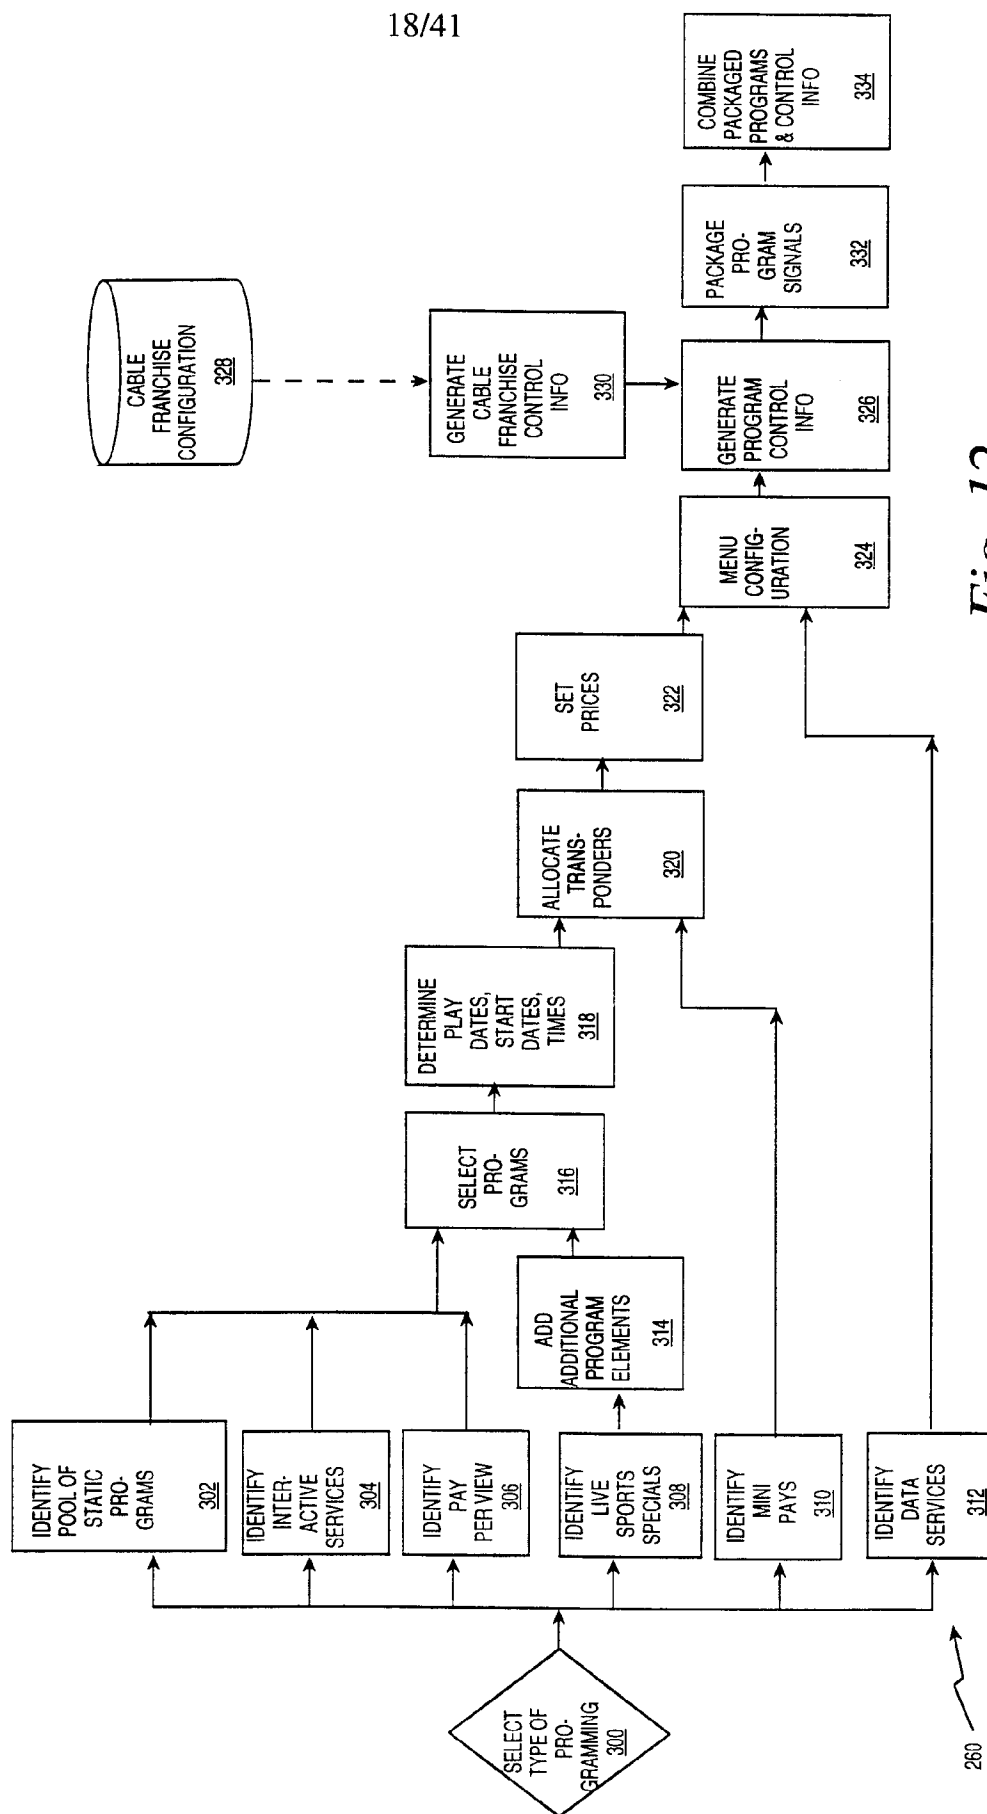 18/41
SELECT
TYPE OF
PRO-
GRAMMING
300
IDENTIFY
POOL OF
STATIC
PRO-
GRAMS
302
IDENTIFY
INTER-
ACTIVE
SERVICES
304
IDENTIFY
PAY
PER VIEW
306
IDENTIFY
LIVE
SPORTS
SPECIALS
308
IDENTIFY
MINI
PAYS
310
IDENTIFY
DATA
SERVICES
312
ADD
ADDITIONAL
PROGRAM
ELEMENTS
314
SELECT
PRO-
GRAMS
316
DETERMINE
PLAY
DATES,
START
DATES,
TIMES
318
ALLOCATE
TRANS-
PONDERS
320
SET
PRICES
322
MENU
CONFIG-
URATION
324
CABLE
FRANCHISE
CONFIGURATION
328
GENERATE
CABLE
FRANCHISE
CONTROL
INFO
330
GENERATE
PROGRAM
CONTROL
INFO
326
PACKAGE
PRO-
GRAM
SIGNALS
332
COMBINE
PACKAGED
PROGRAMS
& CONTROL
INFO
334
260